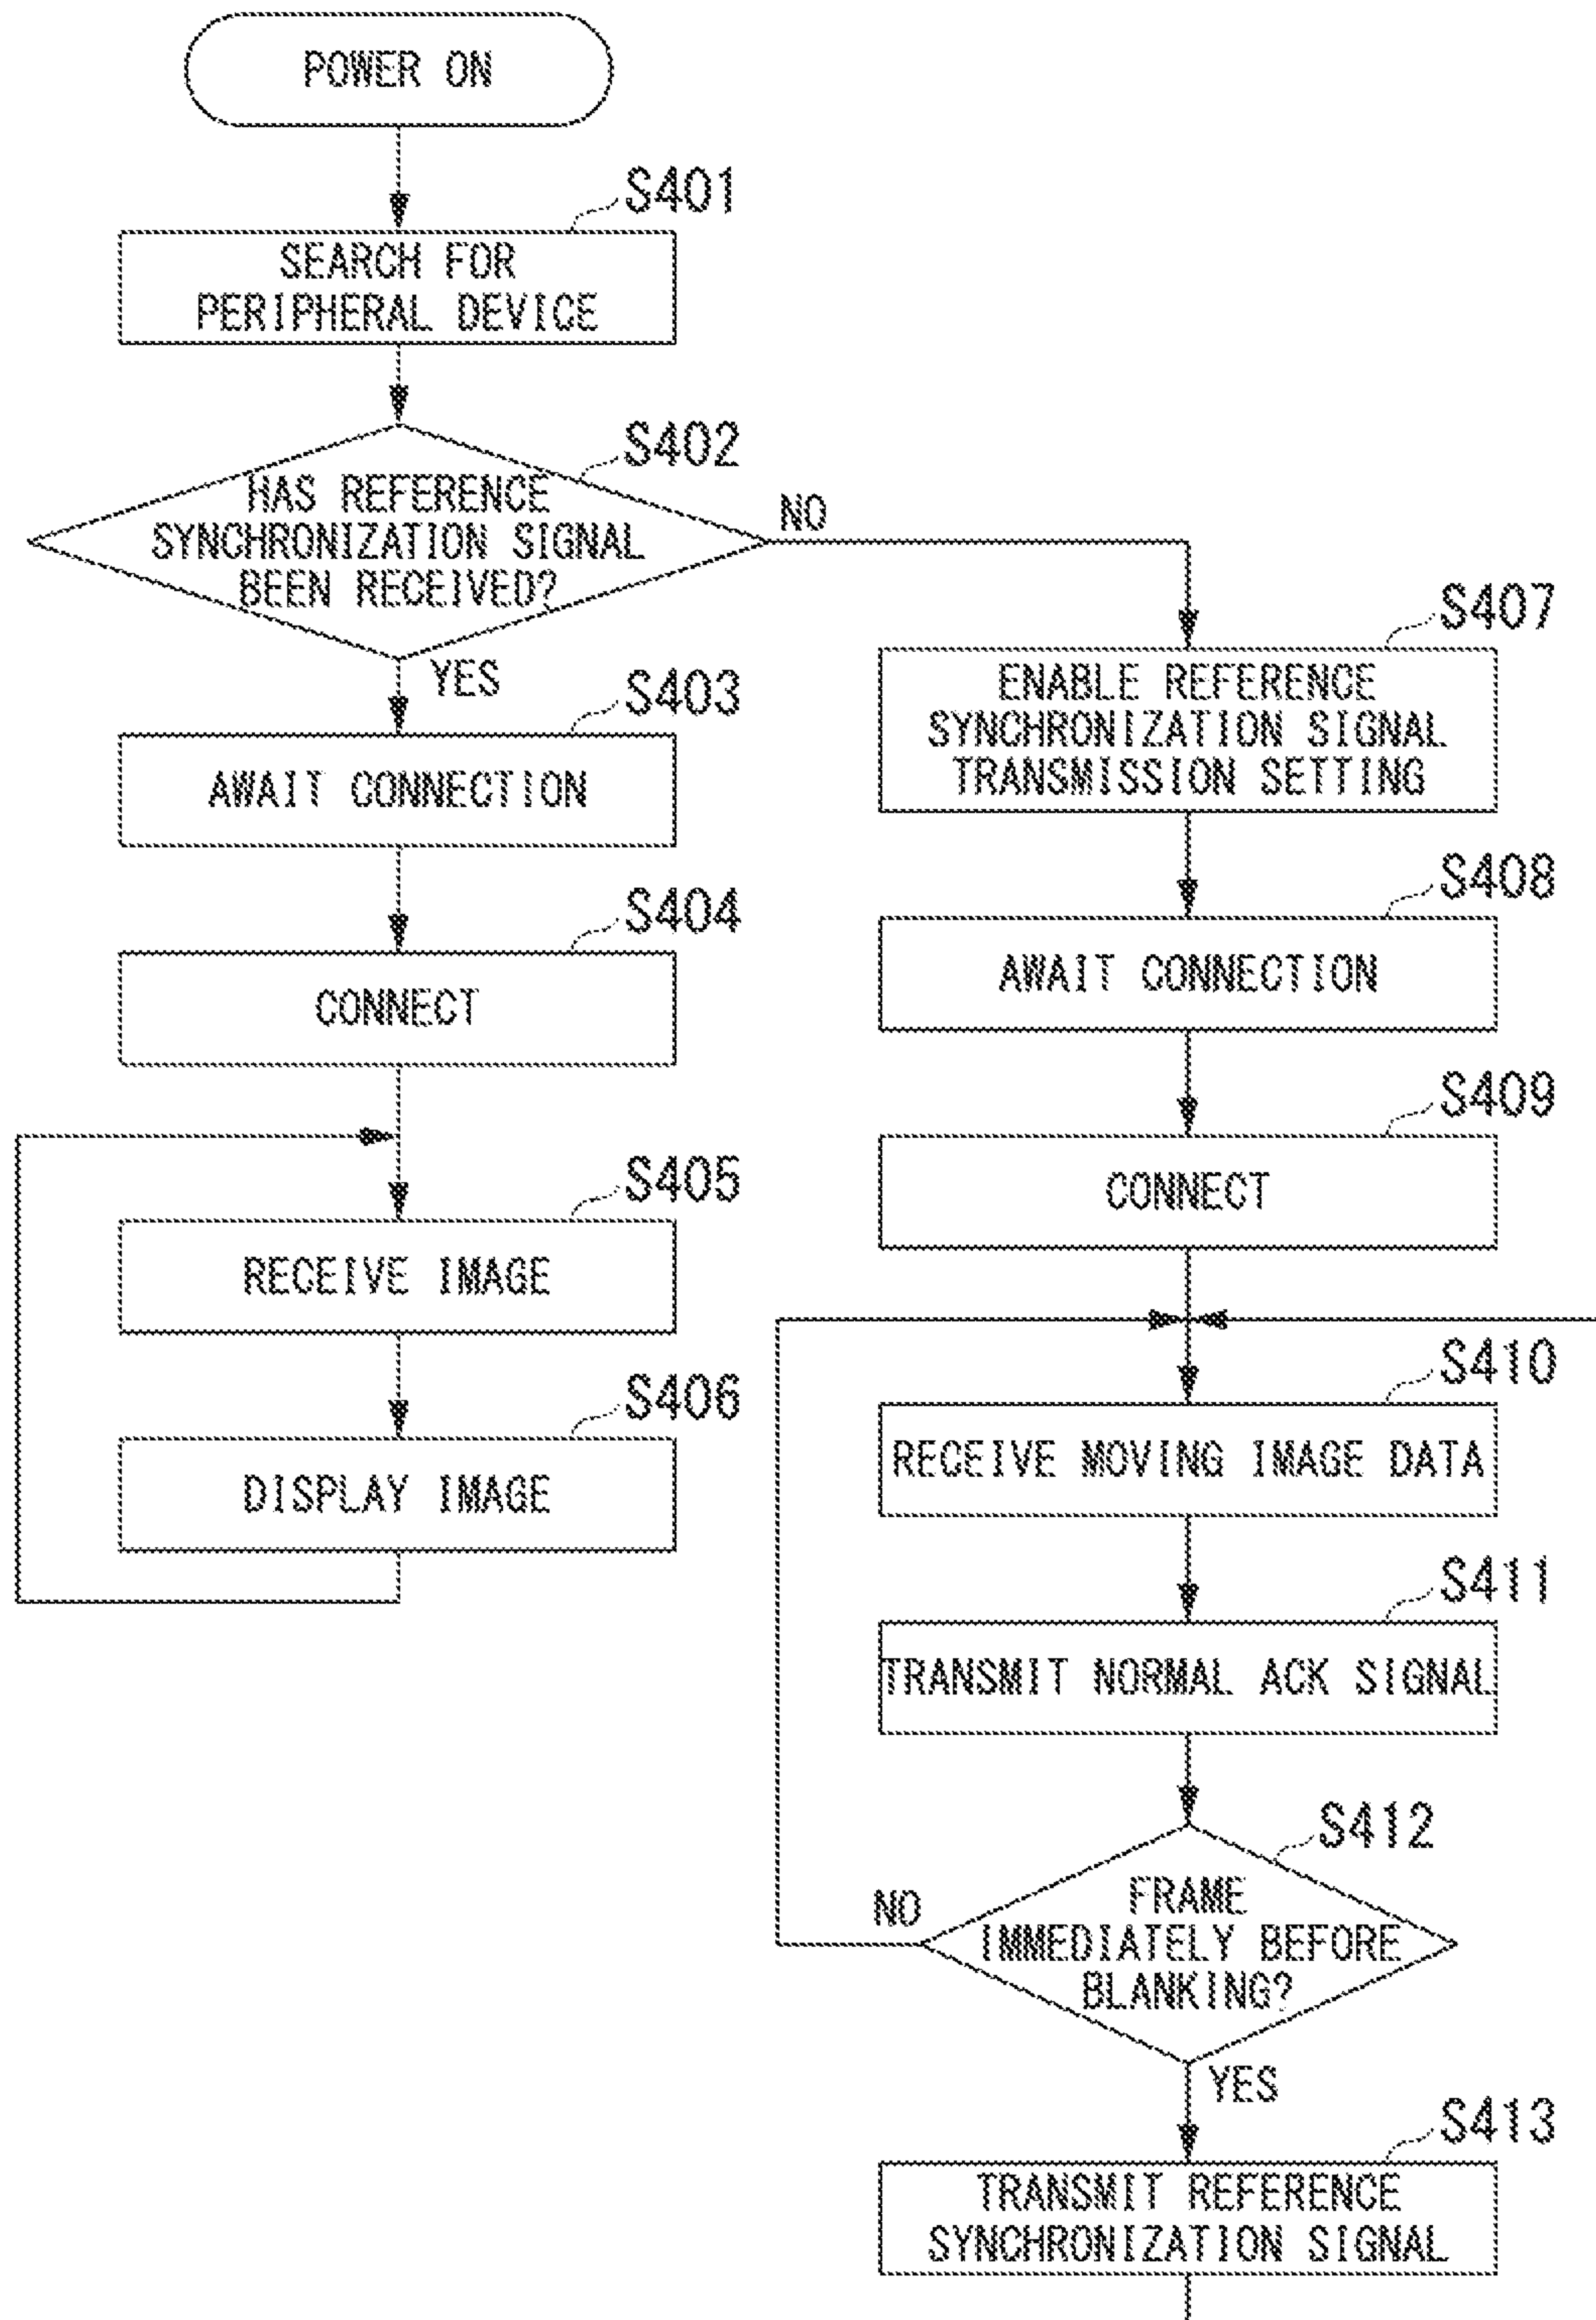 POWER ON
S401
SEARCH FOR
PERIPHERAL DEVICE
S402
HAS REFERENCE
SYNCHRONIZATION SIGNAL
BEEN RECEIVED?
NO
YES
S403
AWAIT CONNECTION
S404
CONNECT
S405
RECEIVE IMAGE
S406
DISPLAY IMAGE
S407
ENABLE REFERENCE
SYNCHRONIZATION SIGNAL
TRANSMISSION SETTING
S408
AWAIT CONNECTION
S409
CONNECT
S410
RECEIVE MOVING IMAGE DATA
S411
TRANSMIT NORMAL ACK SIGNAL
S412
FRAME
IMMEDIATELY BEFORE
BLANKING?
NO
YES
S413
TRANSMIT REFERENCE
SYNCHRONIZATION SIGNAL